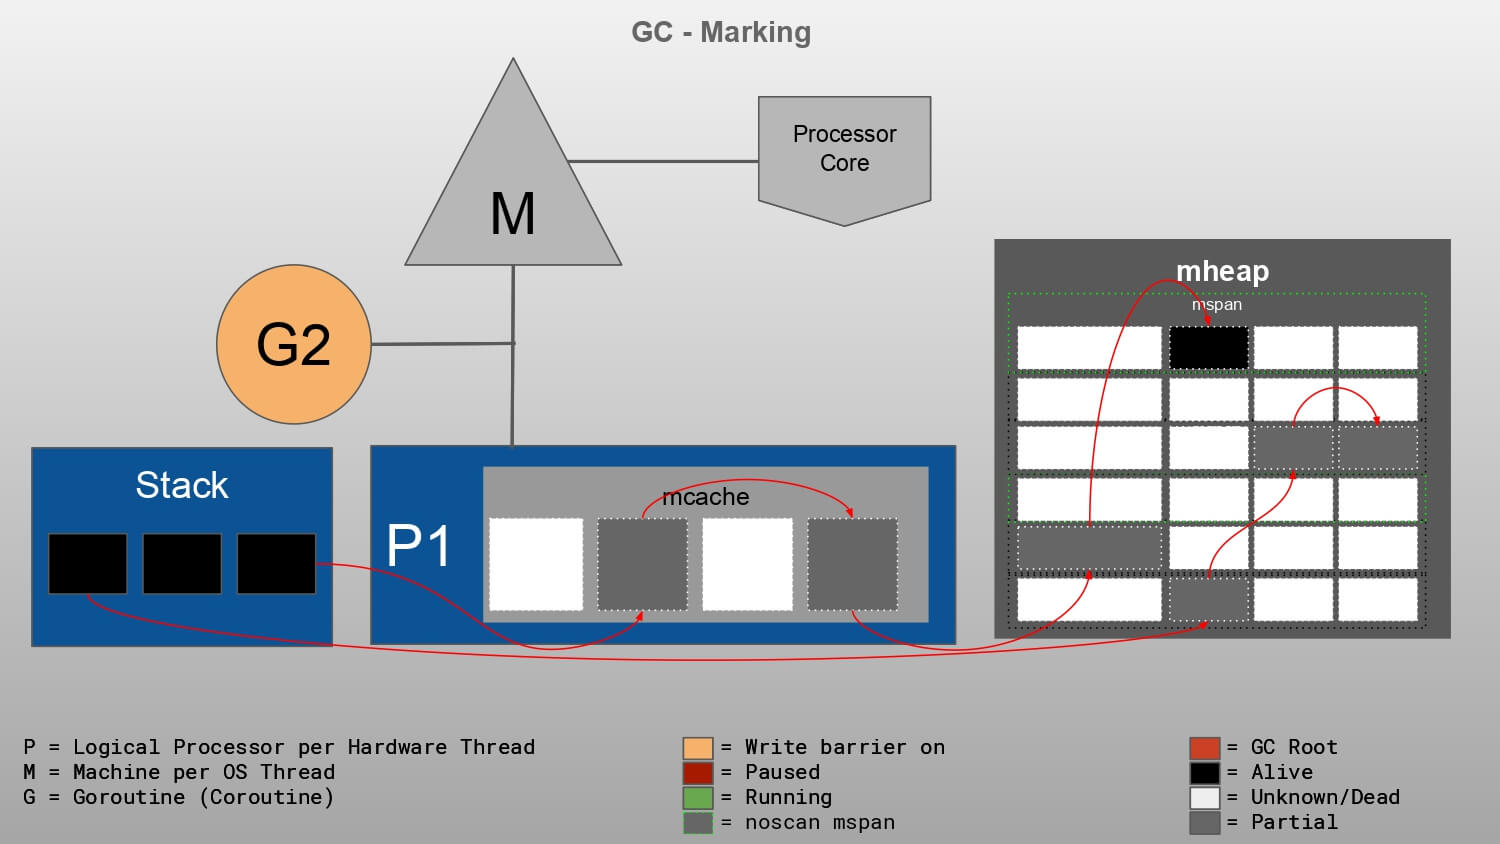 GC - Marking
Processor
Core
M
G2
mheap
mspan
Stack
P1
mcache
P = Logical Processor per Hardware Thread
M = Machine per OS Thread
G = Goroutine (Coroutine)
= Write barrier on
= Paused
= Running
= noscan mspan
= GC Root
= Alive
= Unknown/Dead
= Partial